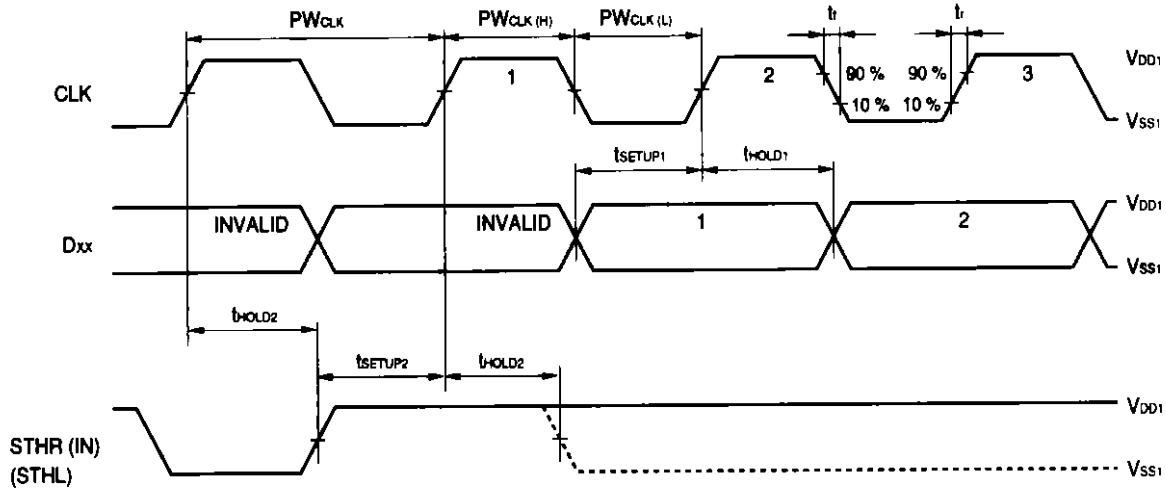 PWCLK PWCLK (H) PWCLK (L) tf tr
CLK 1 2 90 % 90 % 3 VDD1
10 % 10 % VSS1
tSETUP1 tHOLD1
Dxx INVALID INVALID 1 2 VDD1
VSS1
tHOLD2
tSETUP2 tHOLD2
STHR (IN) VDD1
(STHL) VSS1